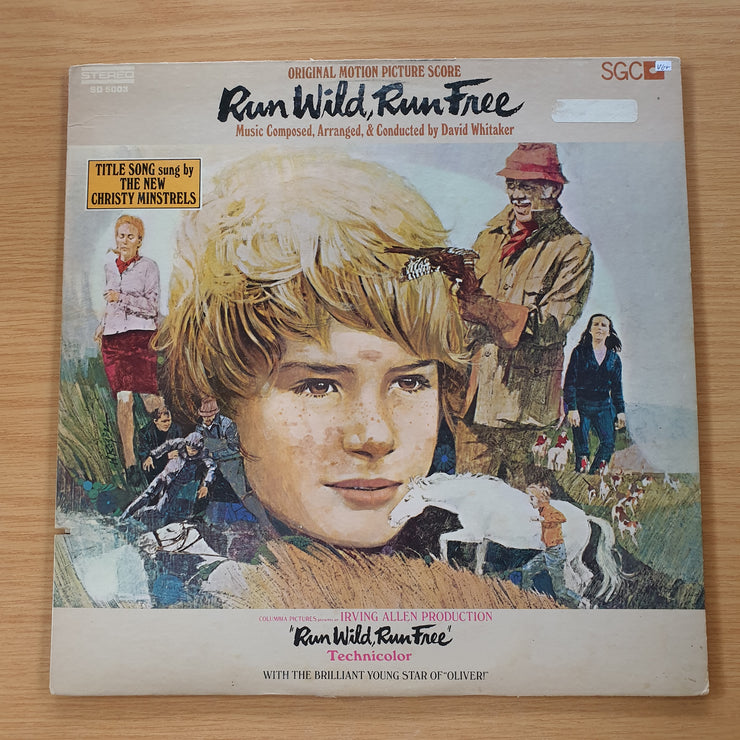 STEREO
SD 5003
ORIGINAL MOTION PICTURE SCORE
SGC
Run Wild, Run Free
Music Composed, Arranged, & Conducted by David Whitaker
TITLE SONG sung by
THE NEW
CHRISTY MINSTRELS
COLUMBIA PICTURES presents an IRVING ALLEN PRODUCTION
"Run Wild, Run Free"
Technicolor
WITH THE BRILLIANT YOUNG STAR OF "OLIVER!"